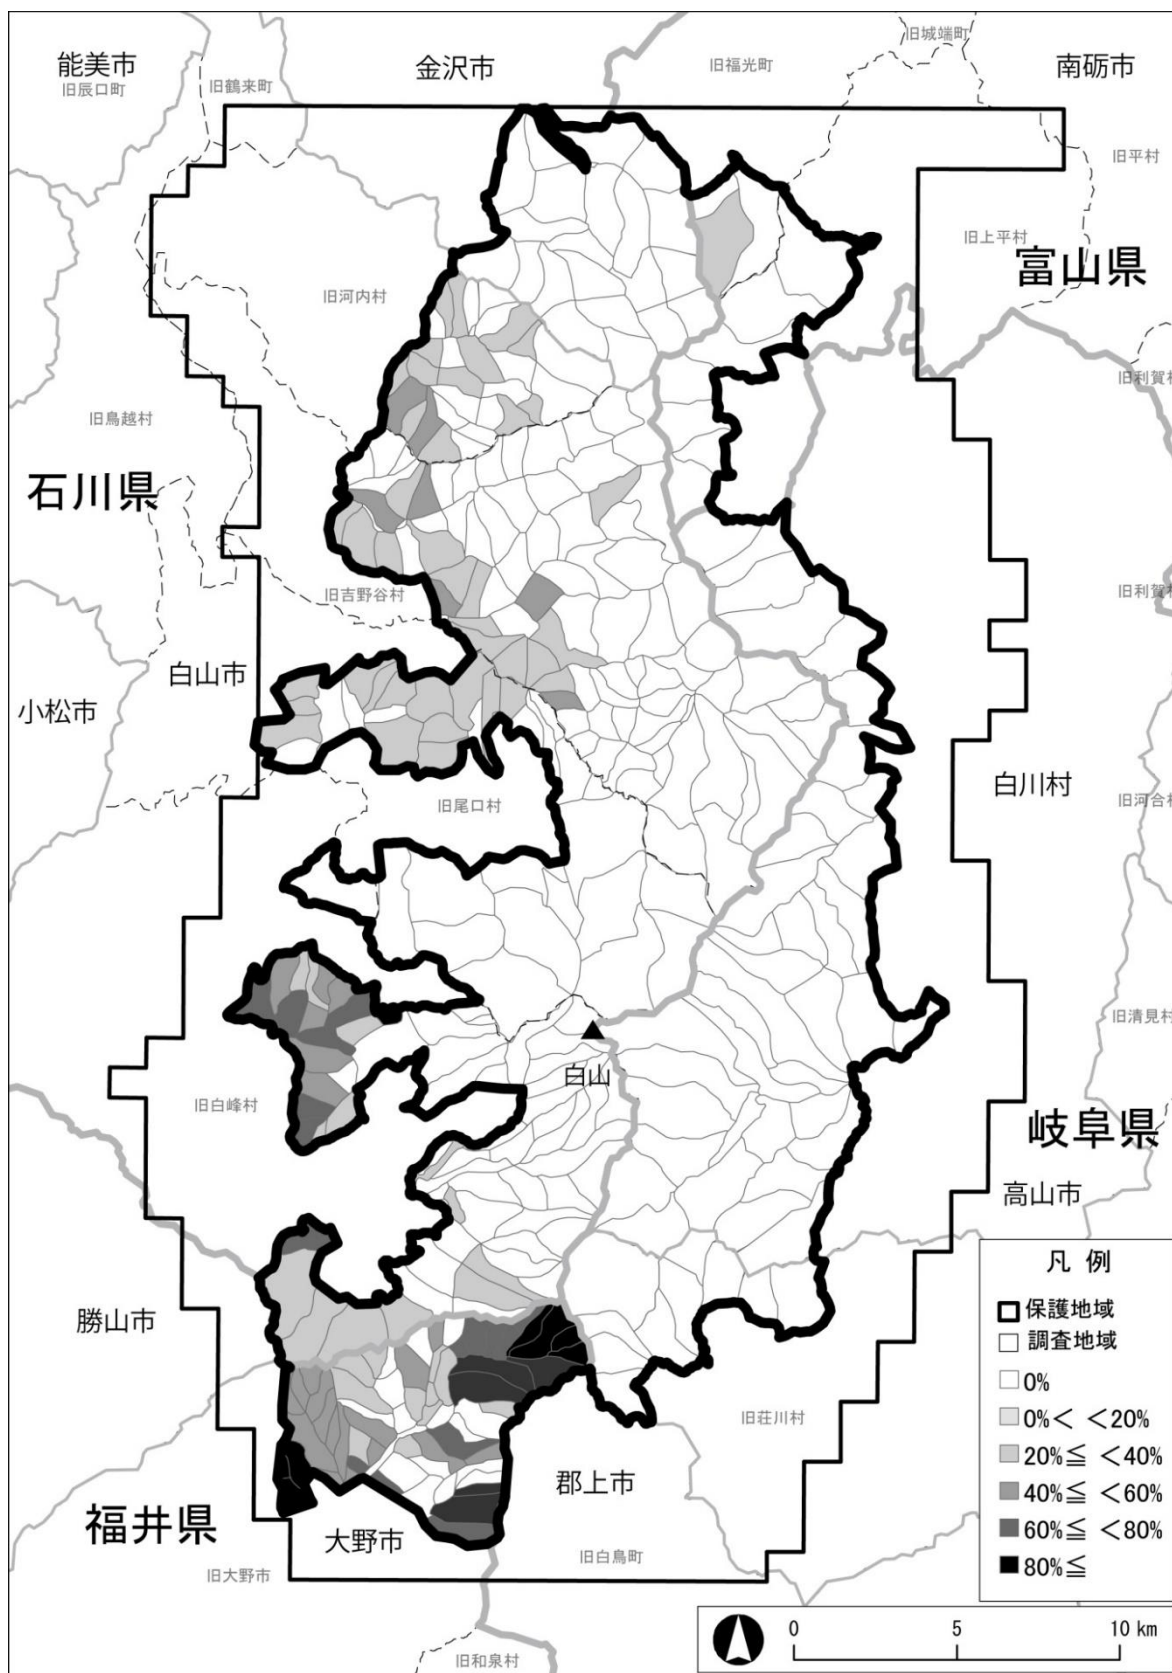 旧城端町
能美市
金沢市
旧福光町
南砺市
旧辰口町
旧鶴来町
旧平村
旧上平村
富山県
旧河内村
旧利賀村
旧鳥越村
石川県
旧吉野谷村
旧利賀村
白山市
小松市
白川村
旧尾口村
旧河合村
旧清見村
白山
旧白峰村
岐阜県
高山市
凡 例
保護地域
調査地域
0%
0%< <20%
20%≦ <40%
40%≦ <60%
60%≦ <80%
80%≦
勝山市
旧荘川村
郡上市
福井県
大野市
旧白鳥町
旧大野市
0 5 10 km
旧和泉村